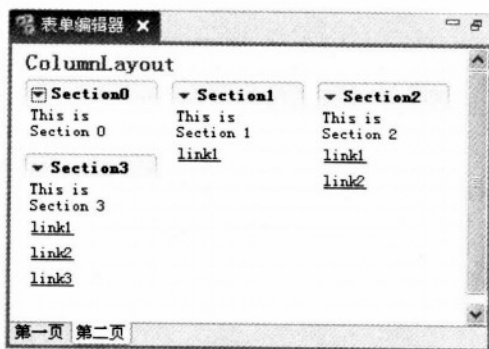 表单编辑器
ColumnLayout
Section0
This is
Section 0
Section1
This is
Section 1
link1
Section2
This is
Section 2
link1
link2
Section3
This is
Section 3
link1
link2
link3
第一页 第二页